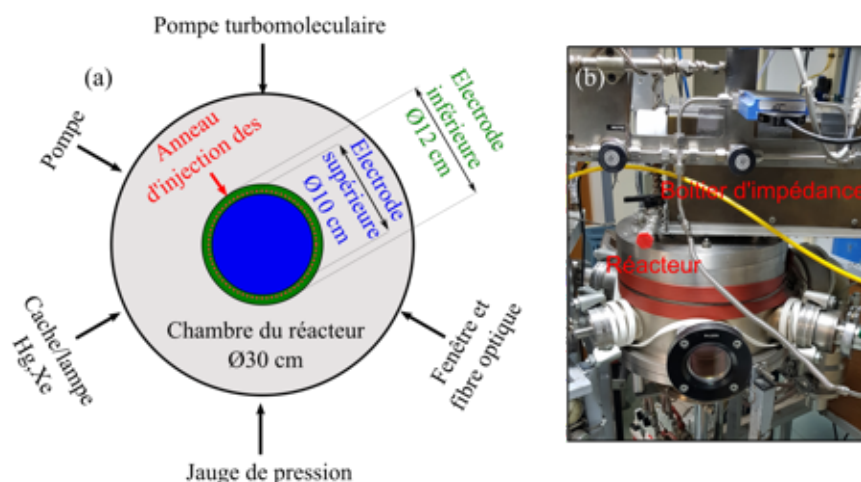 Pompe turbomoleculaire
(a)
Pompe
Anneau
d'injection des
Electrode
supérieure
Ø10 cm
Electrode
inférieure
Ø12 cm
Chambre du réacteur
Ø30 cm
Cache/lampe
Hg.Xe
Fenêtre et
fibre optique
Jauge de pression
(b)
Boitier d'impédance
Réacteur